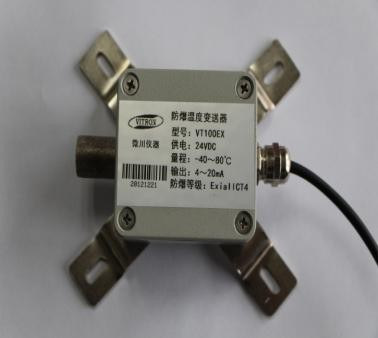 VITRON
微川仪器
20121221
防爆温度变送器
型号：VT100EX
供电：24VDC
量程：-40～80℃
输出：4～20mA
防爆等级：ExiaIICT4